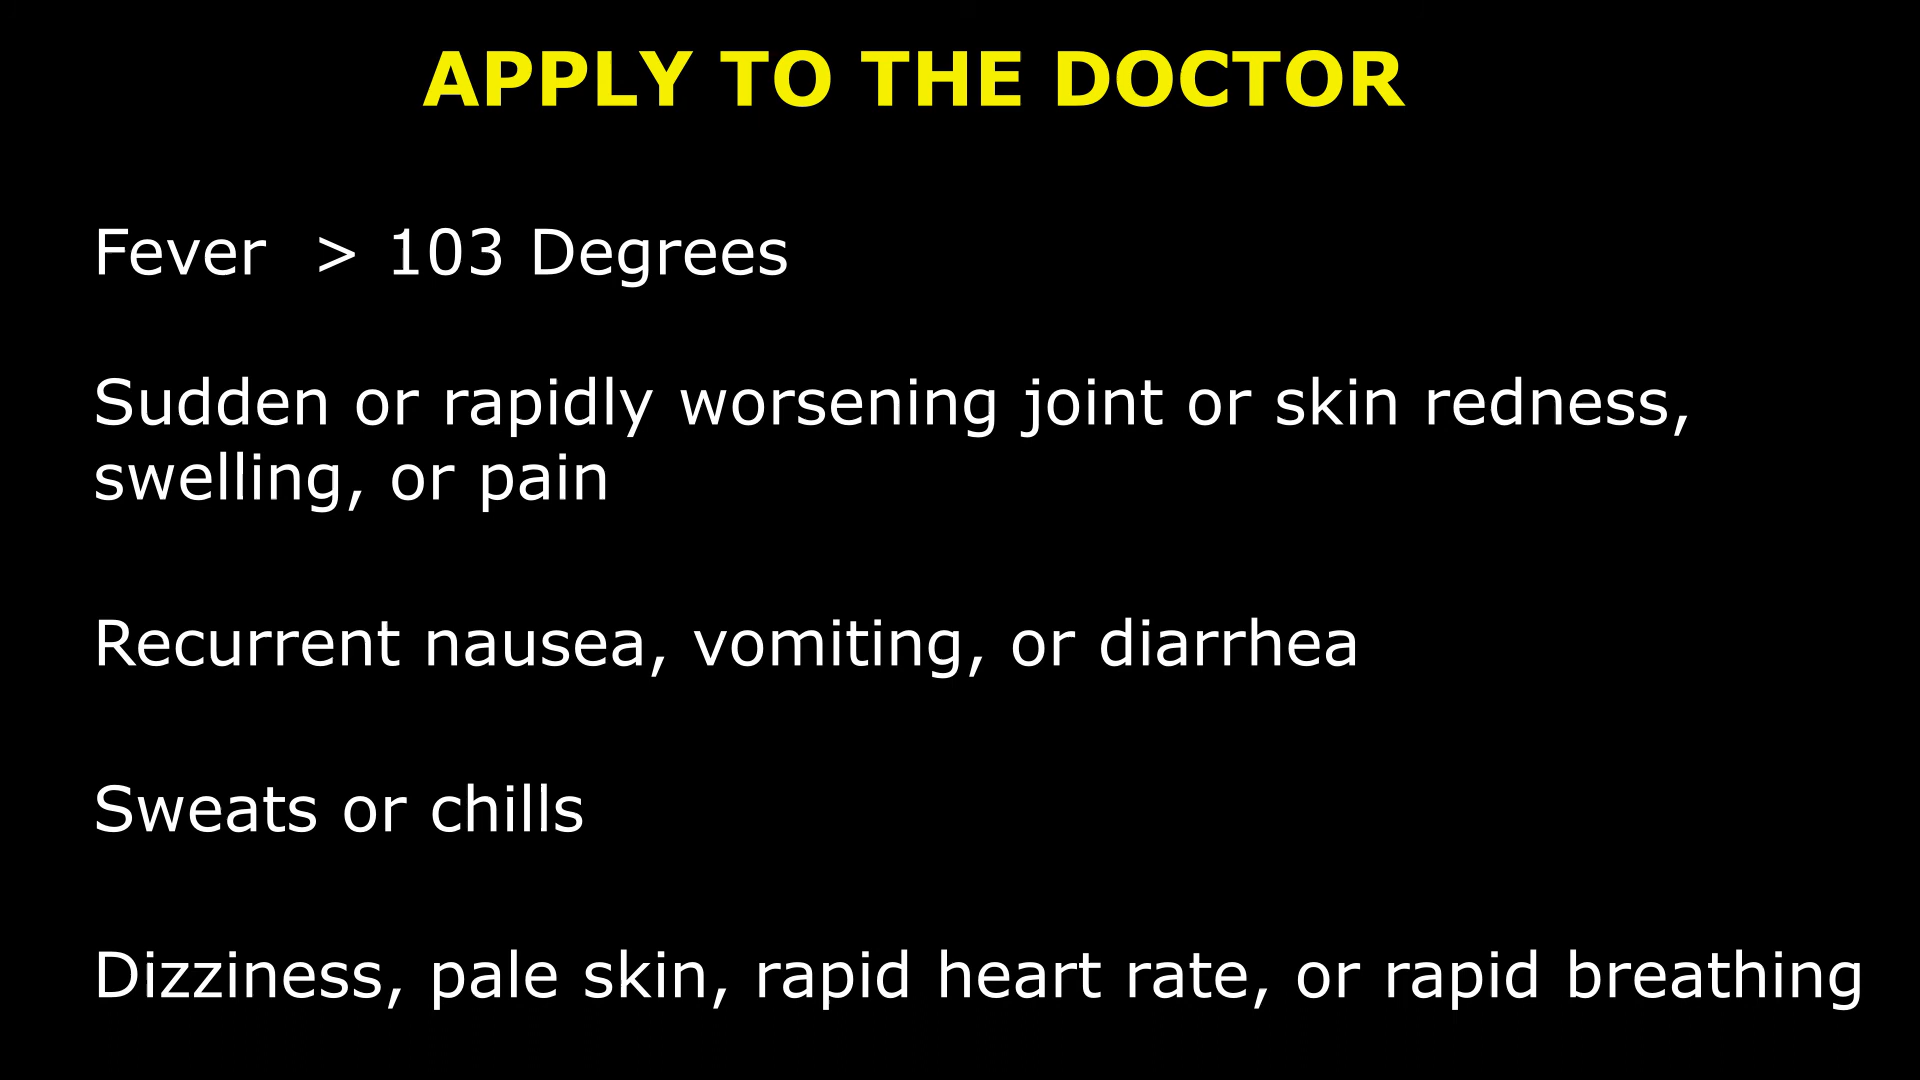 APPLY TO THE DOCTOR
Fever  > 103 Degrees
Sudden or rapidly worsening joint or skin redness,
swelling, or pain
Recurrent nausea, vomiting, or diarrhea
Sweats or chills
Dizziness, pale skin, rapid heart rate, or rapid breathing